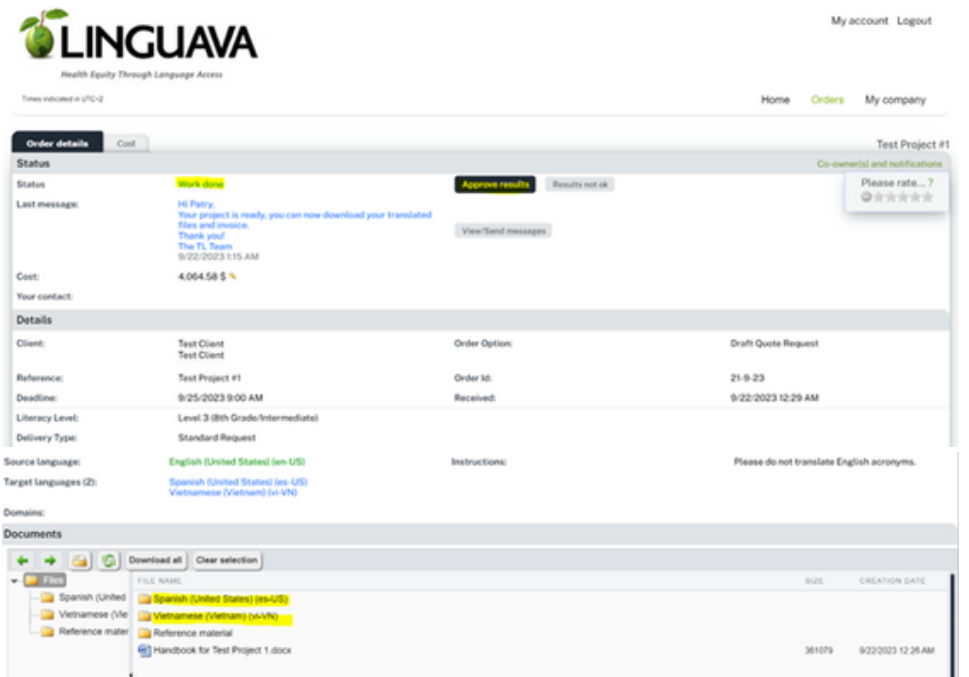 LINGUAVA
Health Equity Through Language Access
My account Logout
Times indicated in UTC+2
Home Orders My company
Order details Cost
Test Project #1
Status
Co-owner(s) and notifications
Status Work done Approve results Results not ok
Please rate... ?
Last message:
Hi Patry,
Your project is ready, you can now download your translated
files and invoice.
Thank you!
The TL Team
9/22/2023 1:15 AM
View/Send messages
Cost: 4,064.58 $
Your contact:
Details
Client: Test Client
Test Client
Order Option: Draft Quote Request
Reference: Test Project #1 Order Id: 21-9-23
Deadline: 9/25/2023 9:00 AM Received: 9/22/2023 12:29 AM
Literacy Level: Level 3 (8th Grade/Intermediate)
Delivery Type: Standard Request
Source language: English (United States) (en-US) Instructions: Please do not translate English acronyms.
Target languages (2): Spanish (United States) (es-US)
Vietnamese (Vietnam) (vi-VN)
Domains:
Documents
Download all Clear selection
Files
Spanish (United
Vietnamese (Vie
Reference mater
FILE NAME SIZE CREATION DATE
Spanish (United States) (es-US)
Vietnamese (Vietnam) (vi-VN)
Reference material
Handbook for Test Project 1.docx 361079 9/22/2023 12:26 AM